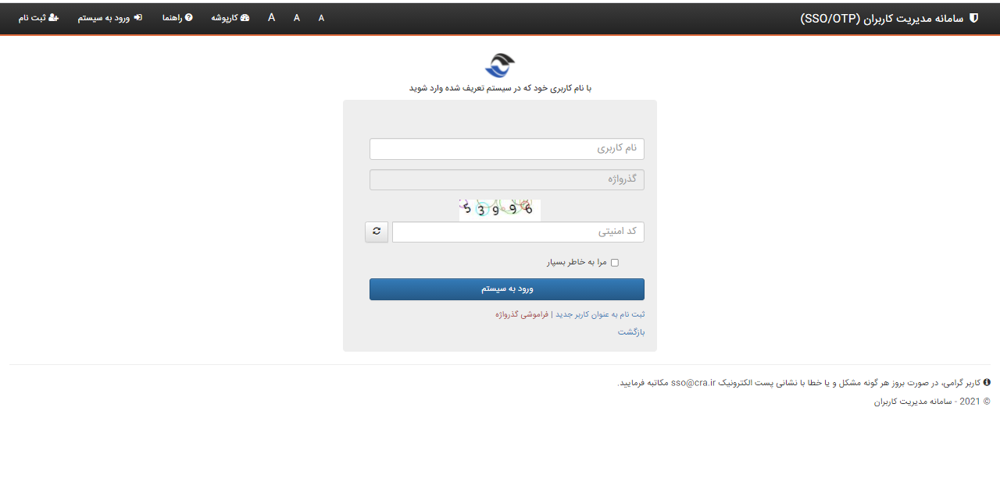 سامانه مدیریت کاربران (SSO/OTP)
A
A
A
کارپوشه
راهنما
ورود به سیستم
ثبت نام
با نام کاربری خود که در سیستم تعریف شده وارد شوید
نام کاربری
گذرواژه
5 3 9 9 6
کد امنیتی
مرا به خاطر بسپار
ورود به سیستم
ثبت نام به عنوان کاربر جدید | فراموشی گذرواژه
بازگشت
کاربر گرامی، در صورت بروز هر گونه مشکل و یا خطا با نشانی پست الکترونیک sso@cra.ir مکاتبه فرمایید.
© 2021 - سامانه مدیریت کاربران